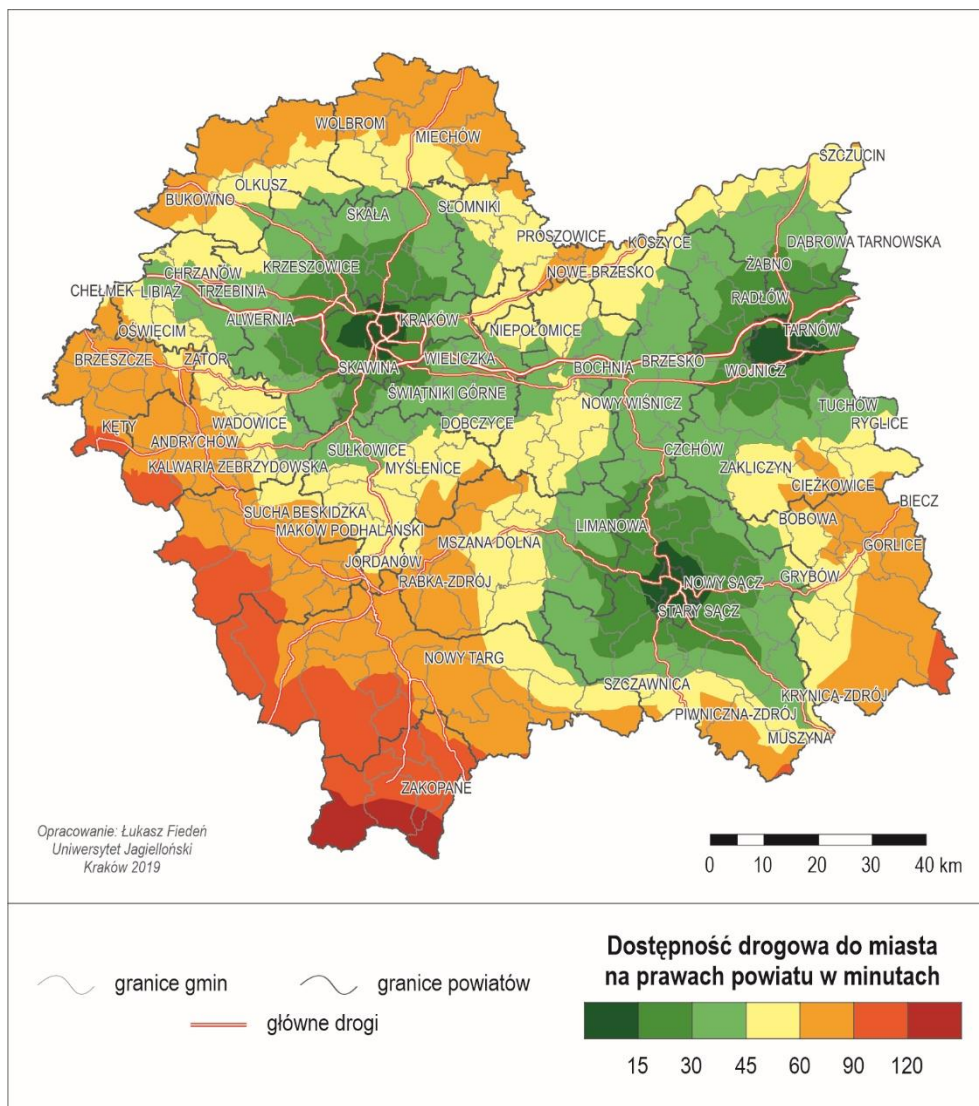 WOLBROM
MIECHÓW
SZCZUCIN
OLKUSZ
BUKOWNO
SŁOMNIKI
SKAŁA
PROSZOWICE
KOSZYCE
DĄBROWA TARNOWSKA
KRZESZOWICE
NOWE BRZESKO
ŻABNO
CHRZANÓW
CHEŁMEK
LIBIĄŻ
TRZEBINIA
RADŁÓW
ALWERNIA
KRAKÓW
OŚWIĘCIM
NIEPOŁOMICE
TARNÓW
BRZESZCZE
ZATOR
WIELICZKA
BOCHNIA
BRZESKO
SKAWINA
WOJNICZ
ŚWIĄTNIKI GÓRNE
NOWY WIŚNICZ
TUCHÓW
RYGLICE
KĘTY
WADOWICE
DOBCZYCE
ANDRYCHÓW
SUŁKOWICE
CZCHÓW
KALWARIA ZEBRZYDOWSKA
MYŚLENICE
ZAKLICZYN
CIĘŻKOWICE
BIECZ
SUCHA BESKIDZKA
MAKÓW PODHALAŃSKI
LIMANOWA
BOBOWA
GORLICE
MSZANA DOLNA
JORDANÓW
RABKA-ZDRÓJ
NOWY SĄCZ
GRYBÓW
STARY SĄCZ
NOWY TARG
SZCZAWNICA
KRYNICA-ZDRÓJ
PIWNICZNA-ZDRÓJ
MUSZYNA
ZAKOPANE
Opracowanie: Łukasz Fiedeń
Uniwersytet Jagielloński
Kraków 2019
0 10 20 30 40 km
granice gmin
granice powiatów
główne drogi
Dostępność drogowa do miasta
na prawach powiatu w minutach
15 30 45 60 90 120